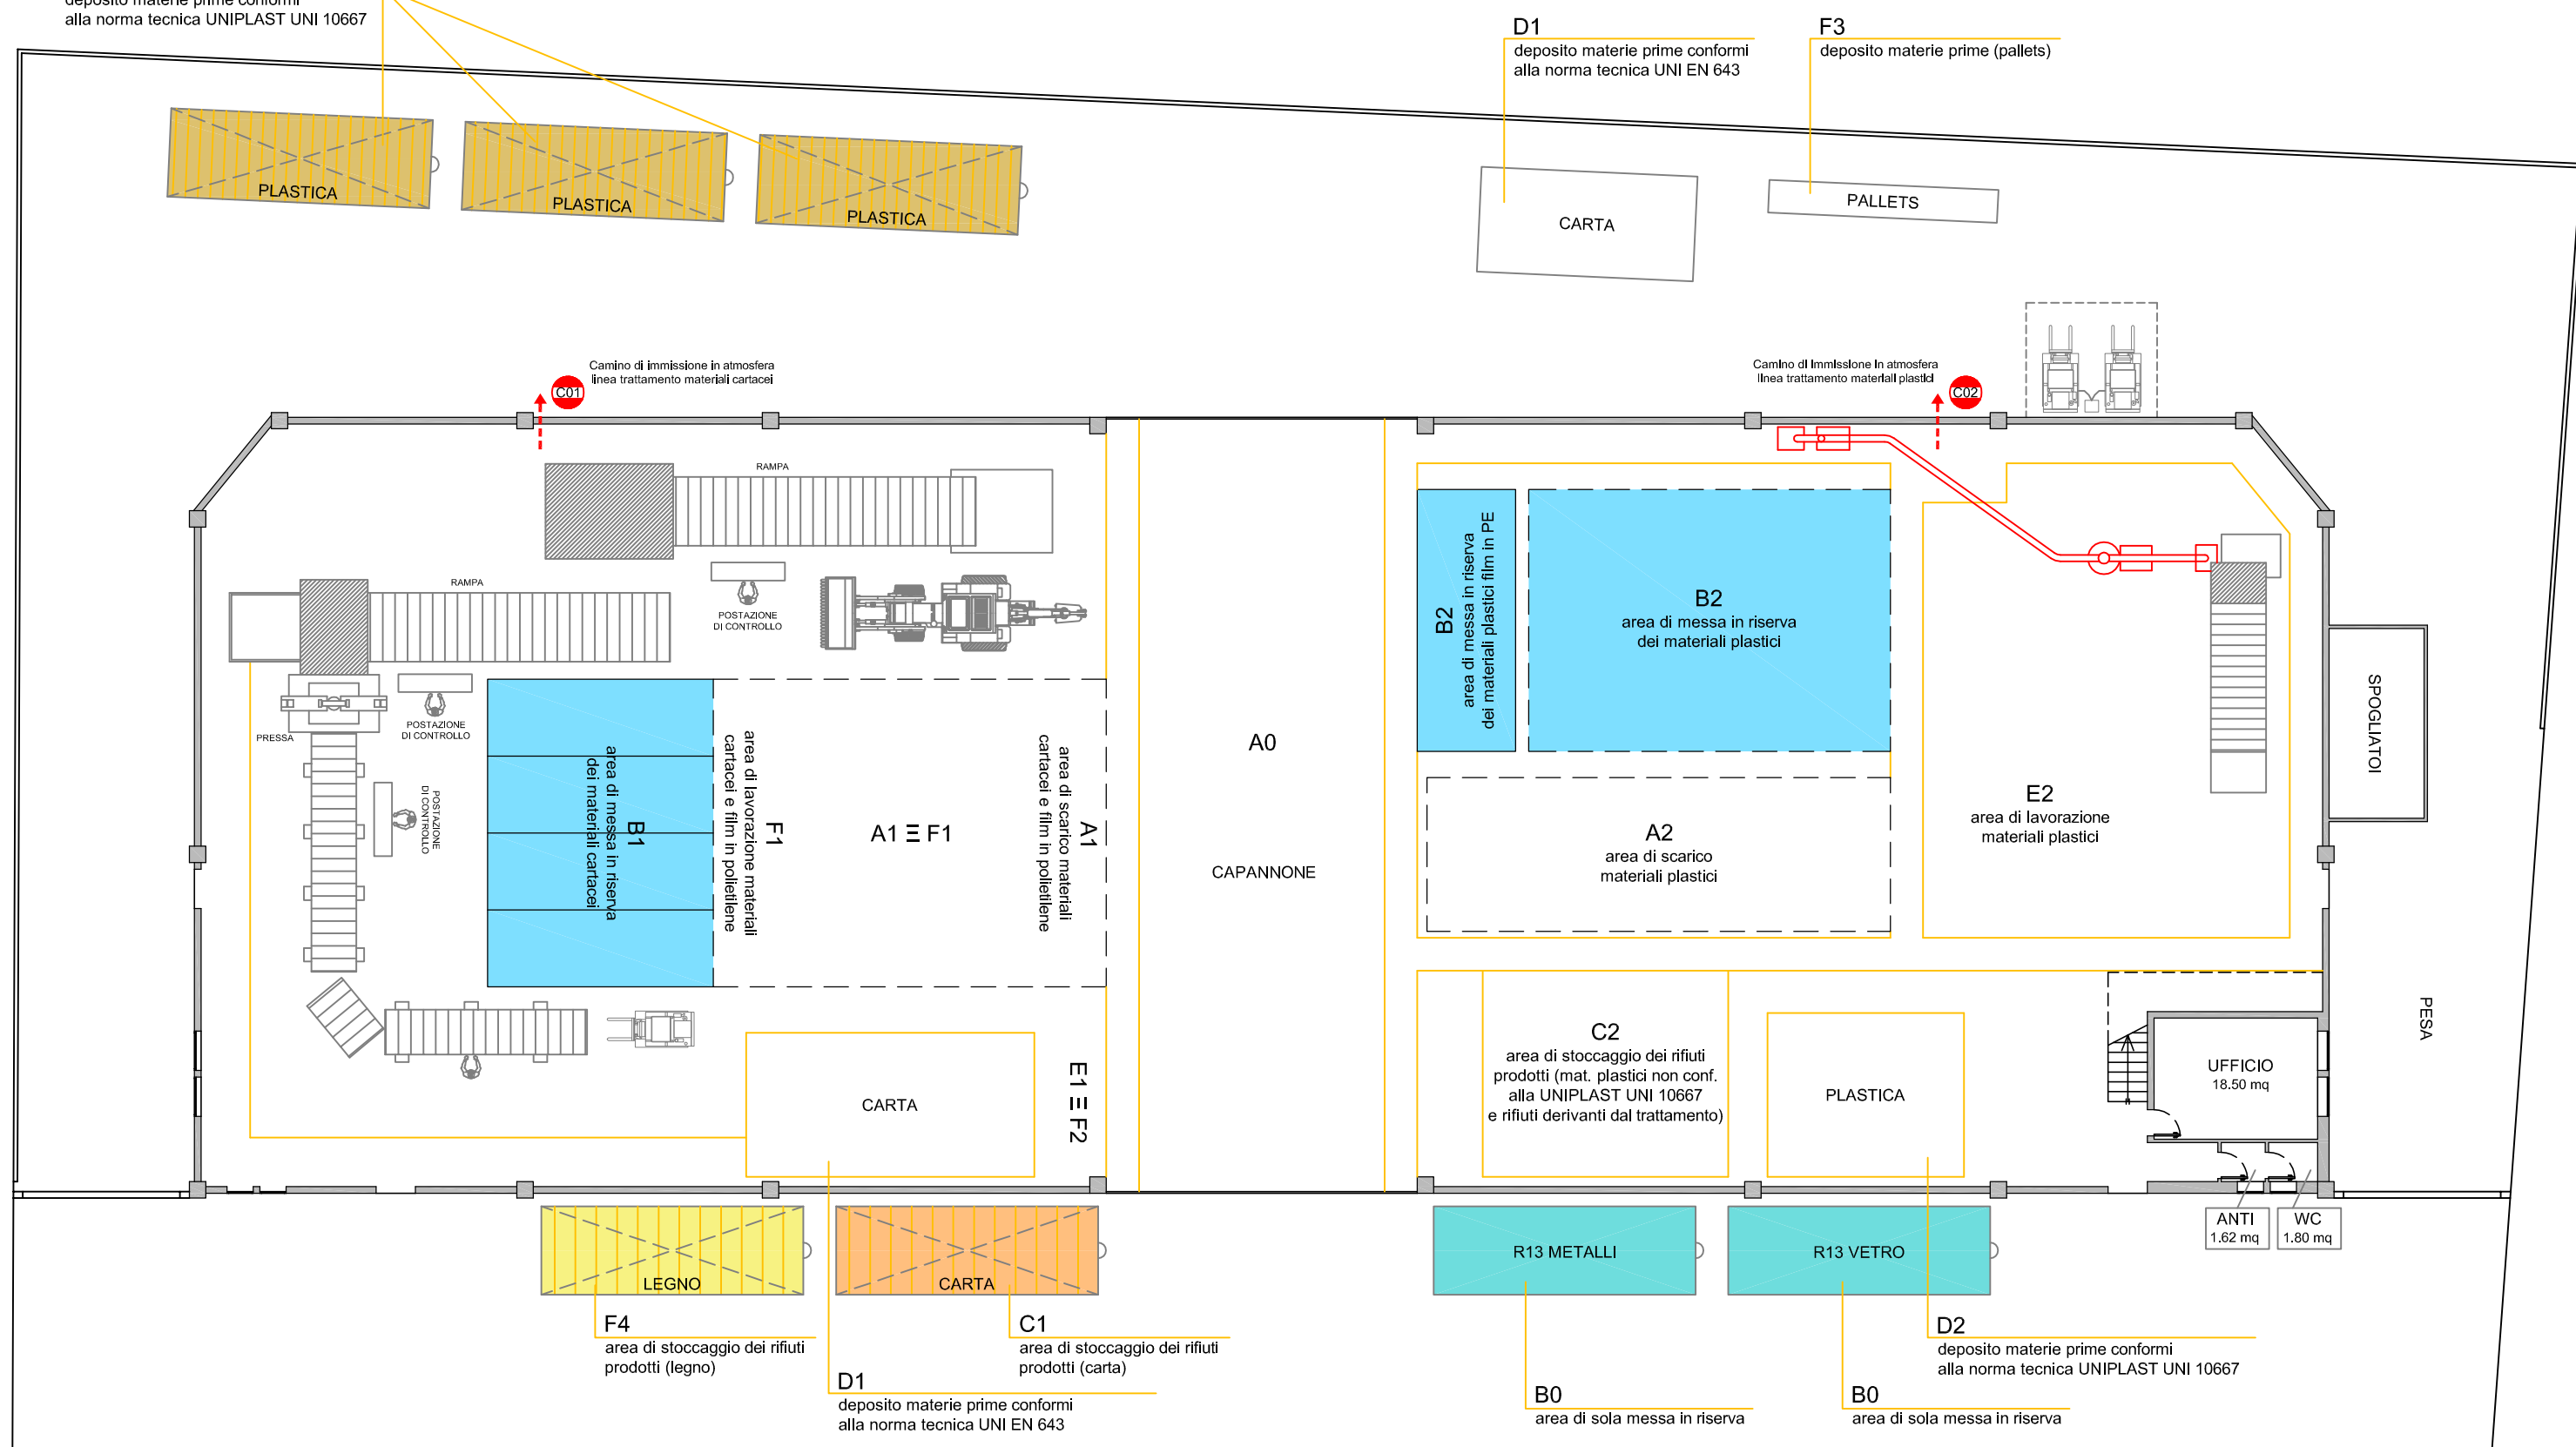 deposito materie prime conformi
alla norma tecnica UNIPLAST UNI 10667
D1
deposito materie prime conformi
alla norma tecnica UNI EN 643
F3
deposito materie prime (pallets)
PLASTICA
PLASTICA
PLASTICA
CARTA
PALLETS
Camino di immissione in atmosfera
linea trattamento materiali cartacei
C01
Camino di immissione in atmosfera
linea trattamento materiali plastici
C02
RAMPA
RAMPA
POSTAZIONE
DI CONTROLLO
POSTAZIONE
DI CONTROLLO
PRESSA
POSTAZIONE
DI CONTROLLO
B1
area di messa in riserva
dei materiali cartacei
F1
area di lavorazione materiali
cartacei e film in polietilene
A1 Ξ F1
A1
area di scarico materiali
cartacei e film in polietilene
A0
CAPANNONE
B2
area di messa in riserva
dei materiali plastici film in PE
B2
area di messa in riserva
dei materiali plastici
A2
area di scarico
materiali plastici
E2
area di lavorazione
materiali plastici
SPOGLIATOI
PESA
CARTA
E1 Ξ F2
C2
area di stoccaggio dei rifiuti
prodotti (mat. plastici non conf.
alla UNIPLAST UNI 10667
e rifiuti derivanti dal trattamento)
PLASTICA
UFFICIO
18.50 mq
ANTI
1.62 mq
WC
1.80 mq
LEGNO
CARTA
R13 METALLI
R13 VETRO
F4
area di stoccaggio dei rifiuti
prodotti (legno)
C1
area di stoccaggio dei rifiuti
prodotti (carta)
D1
deposito materie prime conformi
alla norma tecnica UNI EN 643
D2
deposito materie prime conformi
alla norma tecnica UNIPLAST UNI 10667
B0
area di sola messa in riserva
B0
area di sola messa in riserva